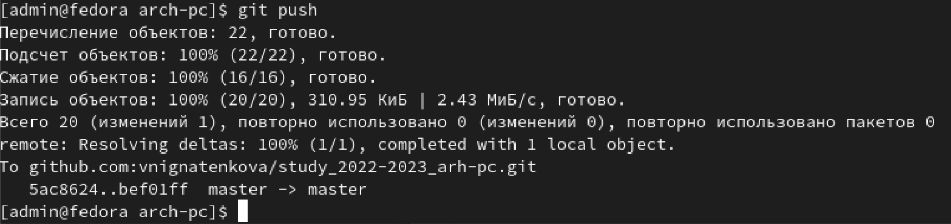 [admin@fedora arch-pc]$ git push
Перечисление объектов: 22, готово.
Подсчет объектов: 100% (22/22), готово.
Сжатие объектов: 100% (16/16), готово.
Запись объектов: 100% (20/20), 310.95 КиБ | 2.43 МиБ/с, готово.
Всего 20 (изменений 1), повторно использовано 0 (изменений 0), повторно использовано пакетов 0
remote: Resolving deltas: 100% (1/1), completed with 1 local object.
To github.com:vnignatenkova/study_2022-2023_arh-pc.git
   5ac8624..bef01ff  master -> master
[admin@fedora arch-pc]$